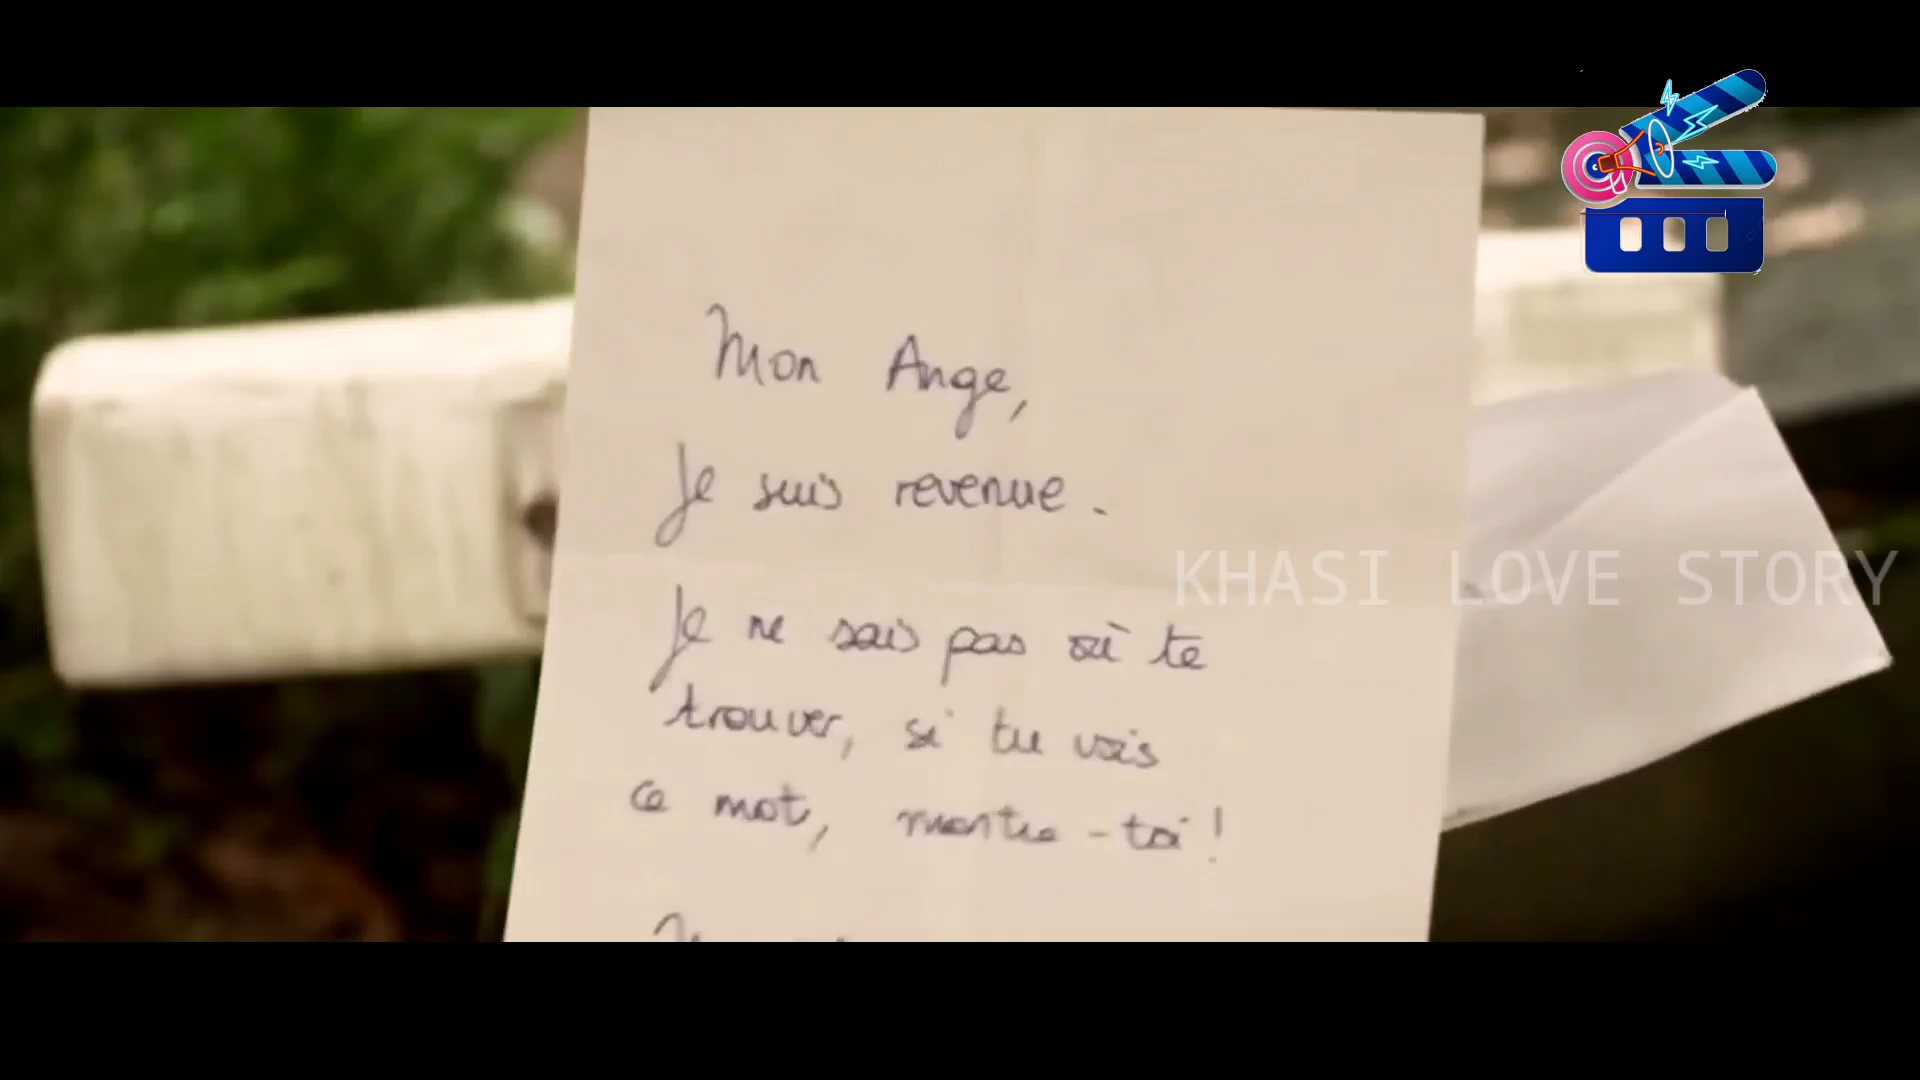 Mon Ange,
Je suis revenue.
Je ne sais pas où te
trouver, si tu vois
ce mot, montre-toi!
KHASI LOVE STORY